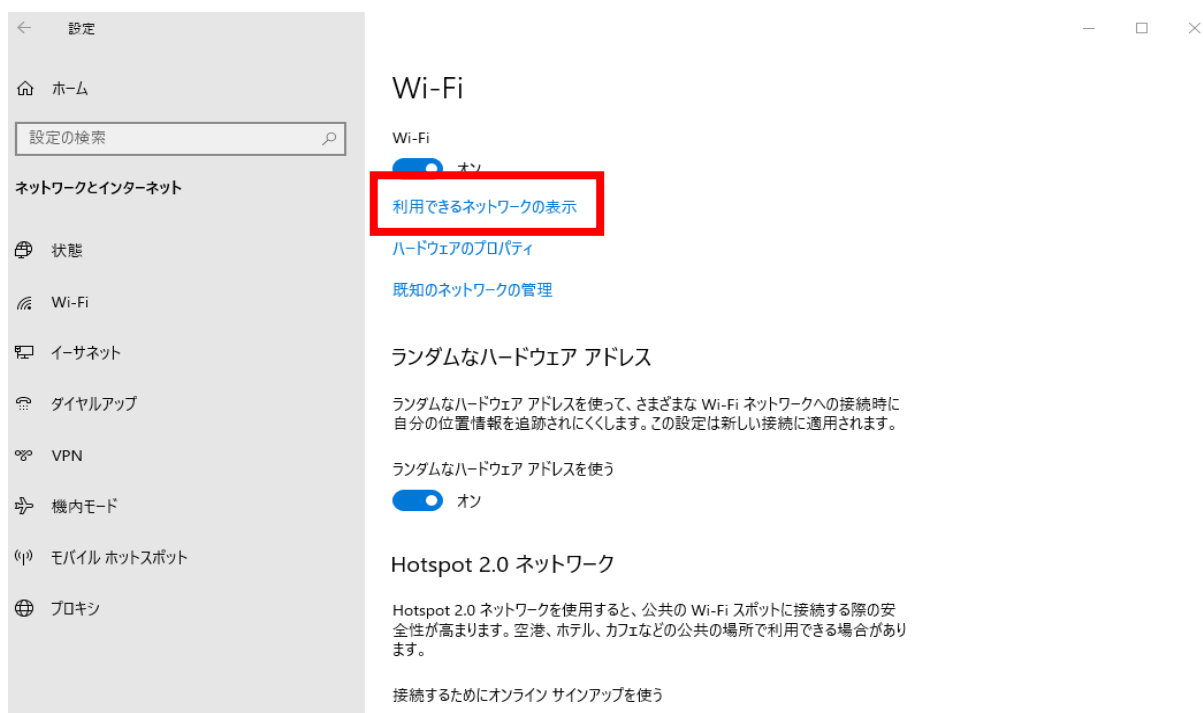 設定
ホーム
設定の検索
ネットワークとインターネット
状態
Wi-Fi
イーサネット
ダイヤルアップ
VPN
機内モード
モバイル ホットスポット
プロキシ
Wi-Fi
Wi-Fi
オン
利用できるネットワークの表示
ハードウェアのプロパティ
既知のネットワークの管理
ランダムなハードウェア アドレス
ランダムなハードウェア アドレスを使って、さまざまな Wi-Fi ネットワークへの接続時に
自分の位置情報を追跡されにくくします。この設定は新しい接続に適用されます。
ランダムなハードウェア アドレスを使う
オン
Hotspot 2.0 ネットワーク
Hotspot 2.0 ネットワークを使用すると、公共の Wi-Fi スポットに接続する際の安
全性が高まります。空港、ホテル、カフェなどの公共の場所で利用できる場合があり
ます。
接続するためにオンライン サインアップを使う